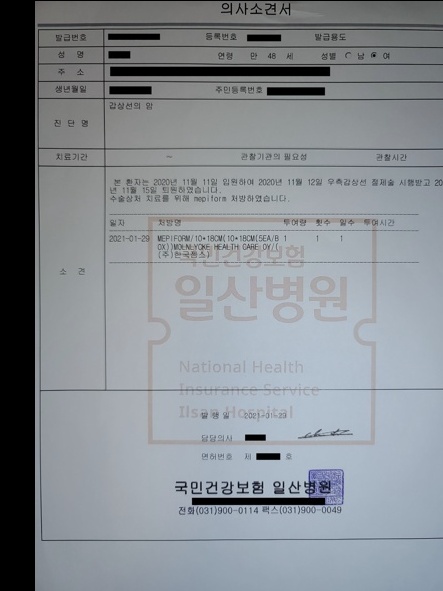 의사소견서
발급번호 등록번호 발급용도
성 명 연령 만 48 세 성별 남 여
주 소
생년월일 주민등록번호
진 단 명 갑상선의 암
치료기간 ~ 관찰기관의 필요성 관찰시간
본 환자는 2020년 11월 11일 입원하여 2020년 11월 12일 우측갑상선 절제술 시행받고 20
년 11월 15일 퇴원하였습니다.
수술상처 치료를 위해 mepiform 처방하였습니다.
일자 처방명 투여량 횟수 일수 투여시간
2021-01-29 MEPIFORM/10*18CM(10*18CM(5EA/B 1 1 1
OX))MOLNLYCKE HEALTH CARE OY/(
(주)한국젠스)
소 견
국민건강보험
일산병원
National Health
Insurance Service
Ilsan Hospital
발 행 일 2021-01-29
담당의사
면허번호 제 호
국민건강보험 일산병원
전화(031)900-0114 팩스(031)900-0049